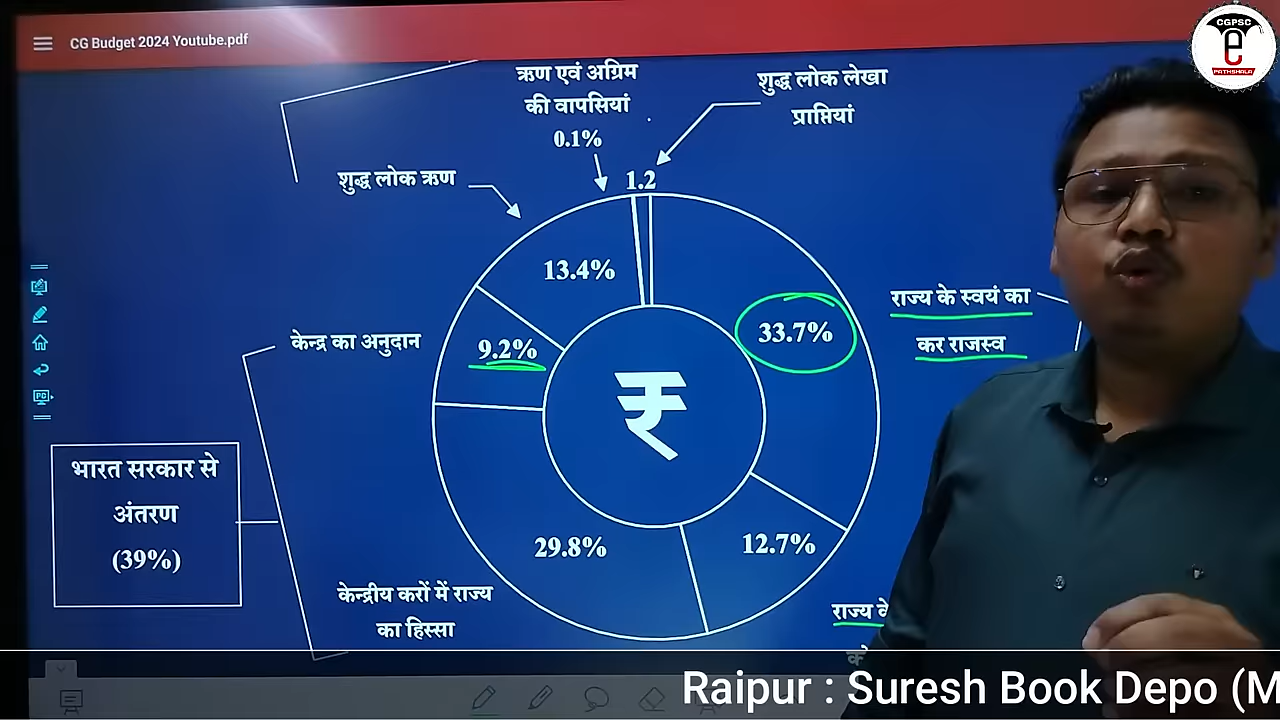 CG Budget 2024 Youtube.pdf
CGPSC
e
PATHSHALA
ऋण एवं अग्रिम
की वापसियां
0.1%
शुद्ध लोक लेखा
प्राप्तियां
1.2
शुद्ध लोक ऋण
13.4%
राज्य के स्वयं का
कर राजस्व
33.7%
केन्द्र का अनुदान
9.2%
₹
भारत सरकार से
अंतरण
(39%)
29.8%
12.7%
केन्द्रीय करों में राज्य
का हिस्सा
राज्य के
Raipur : Suresh Book Depo (M